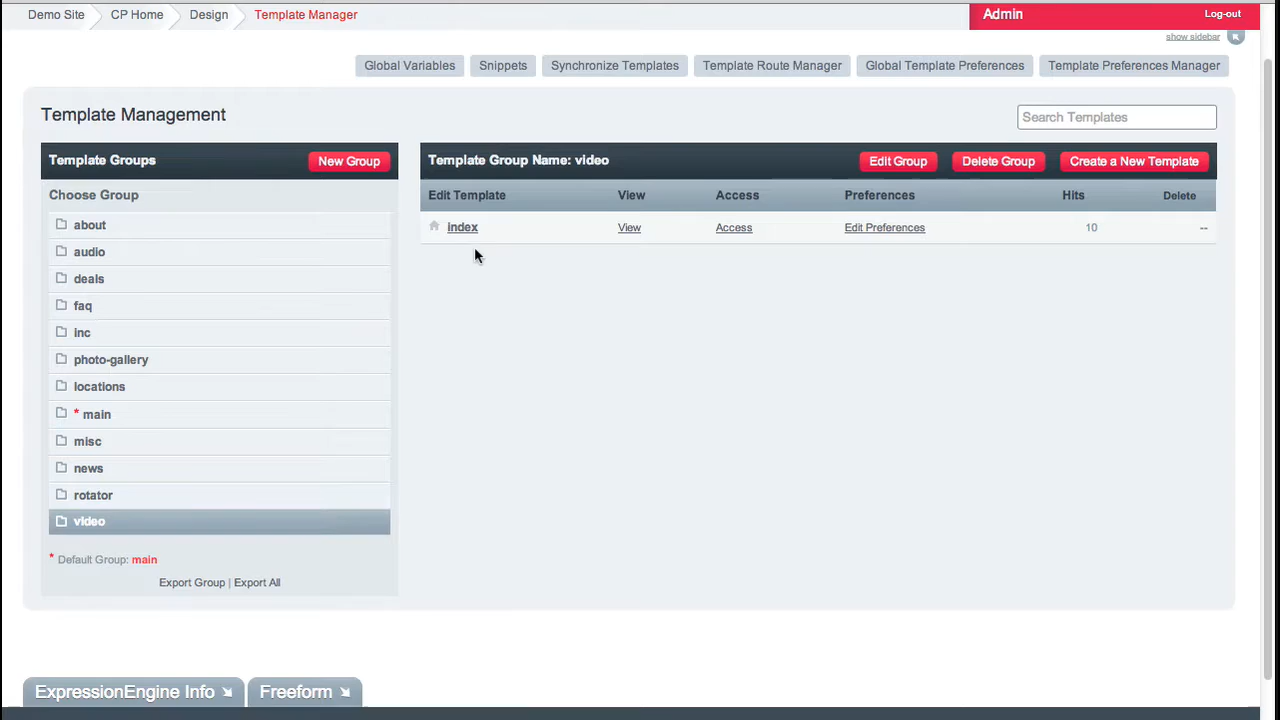 Demo Site CP Home Design Template Manager Admin Log-out
show sidebar
Global Variables Snippets Synchronize Templates Template Route Manager Global Template Preferences Template Preferences Manager
Template Management Search Templates
Template Groups New Group
Choose Group
about
audio
deals
faq
inc
photo-gallery
locations
* main
misc
news
rotator
video
* Default Group: main
Export Group | Export All
Template Group Name: video Edit Group Delete Group Create a New Template
Edit Template View Access Preferences Hits Delete
index View Access Edit Preferences 10 --
ExpressionEngine Info Freeform